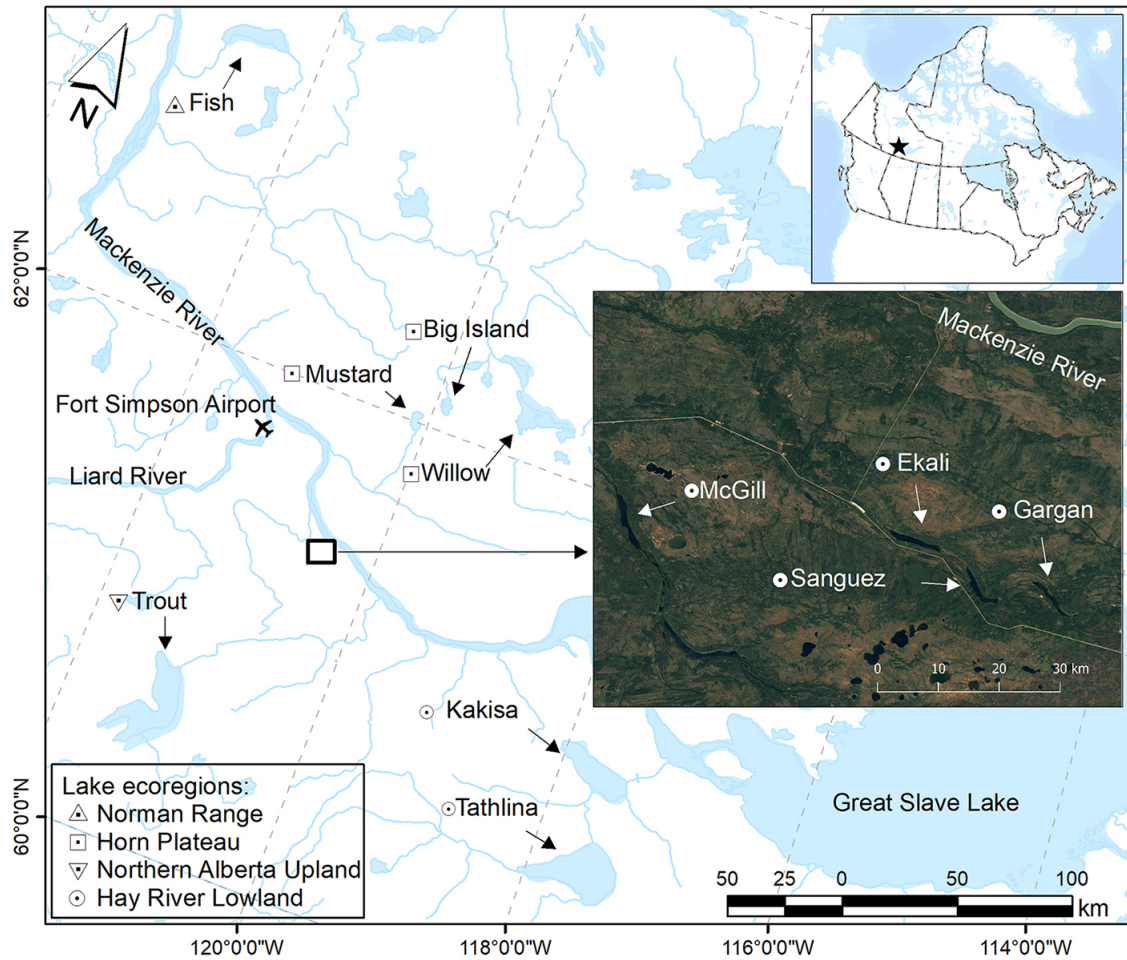 N
Fish
62°0'0"N
Mackenzie River
Big Island
Mustard
Fort Simpson Airport
Liard River
Willow
Trout
Mackenzie River
Ekali
McGill
Gargan
Sanguez
0 10 20 30 km
Kakisa
Tathlina
Great Slave Lake
60°0'0"N
Lake ecoregions:
Norman Range
Horn Plateau
Northern Alberta Upland
Hay River Lowland
50 25 0 50 100
km
120°0'0"W 118°0'0"W 116°0'0"W 114°0'0"W